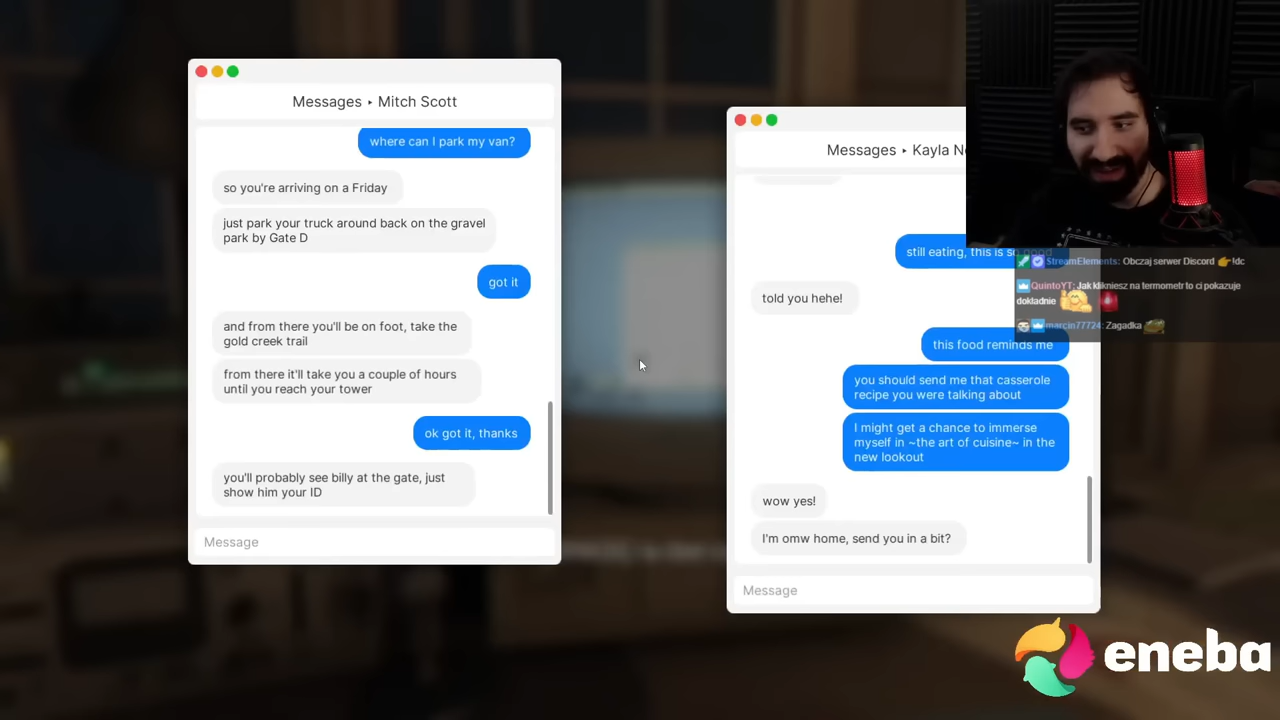 Messages ▸ Mitch Scott
where can I park my van?
so you're arriving on a Friday
just park your truck around back on the gravel
park by Gate D
got it
and from there you'll be on foot, take the
gold creek trail
from there it'll take you a couple of hours
until you reach your tower
ok got it, thanks
you'll probably see billy at the gate, just
show him your ID
Message
Messages ▸ Kayla
still eating, this is so good
told you hehe!
this food reminds me
you should send me that casserole
recipe you were talking about
I might get a chance to immerse
myself in ~the art of cuisine~ in the
new lookout
wow yes!
I'm omw home, send you in a bit?
Message
StreamElements: Obczaj serwer Discord 👉!dc
QuintoYT: Jak klikniesz na termometr to ci pokazuje
dokladnie
marcin77724: Zagadka
eneba